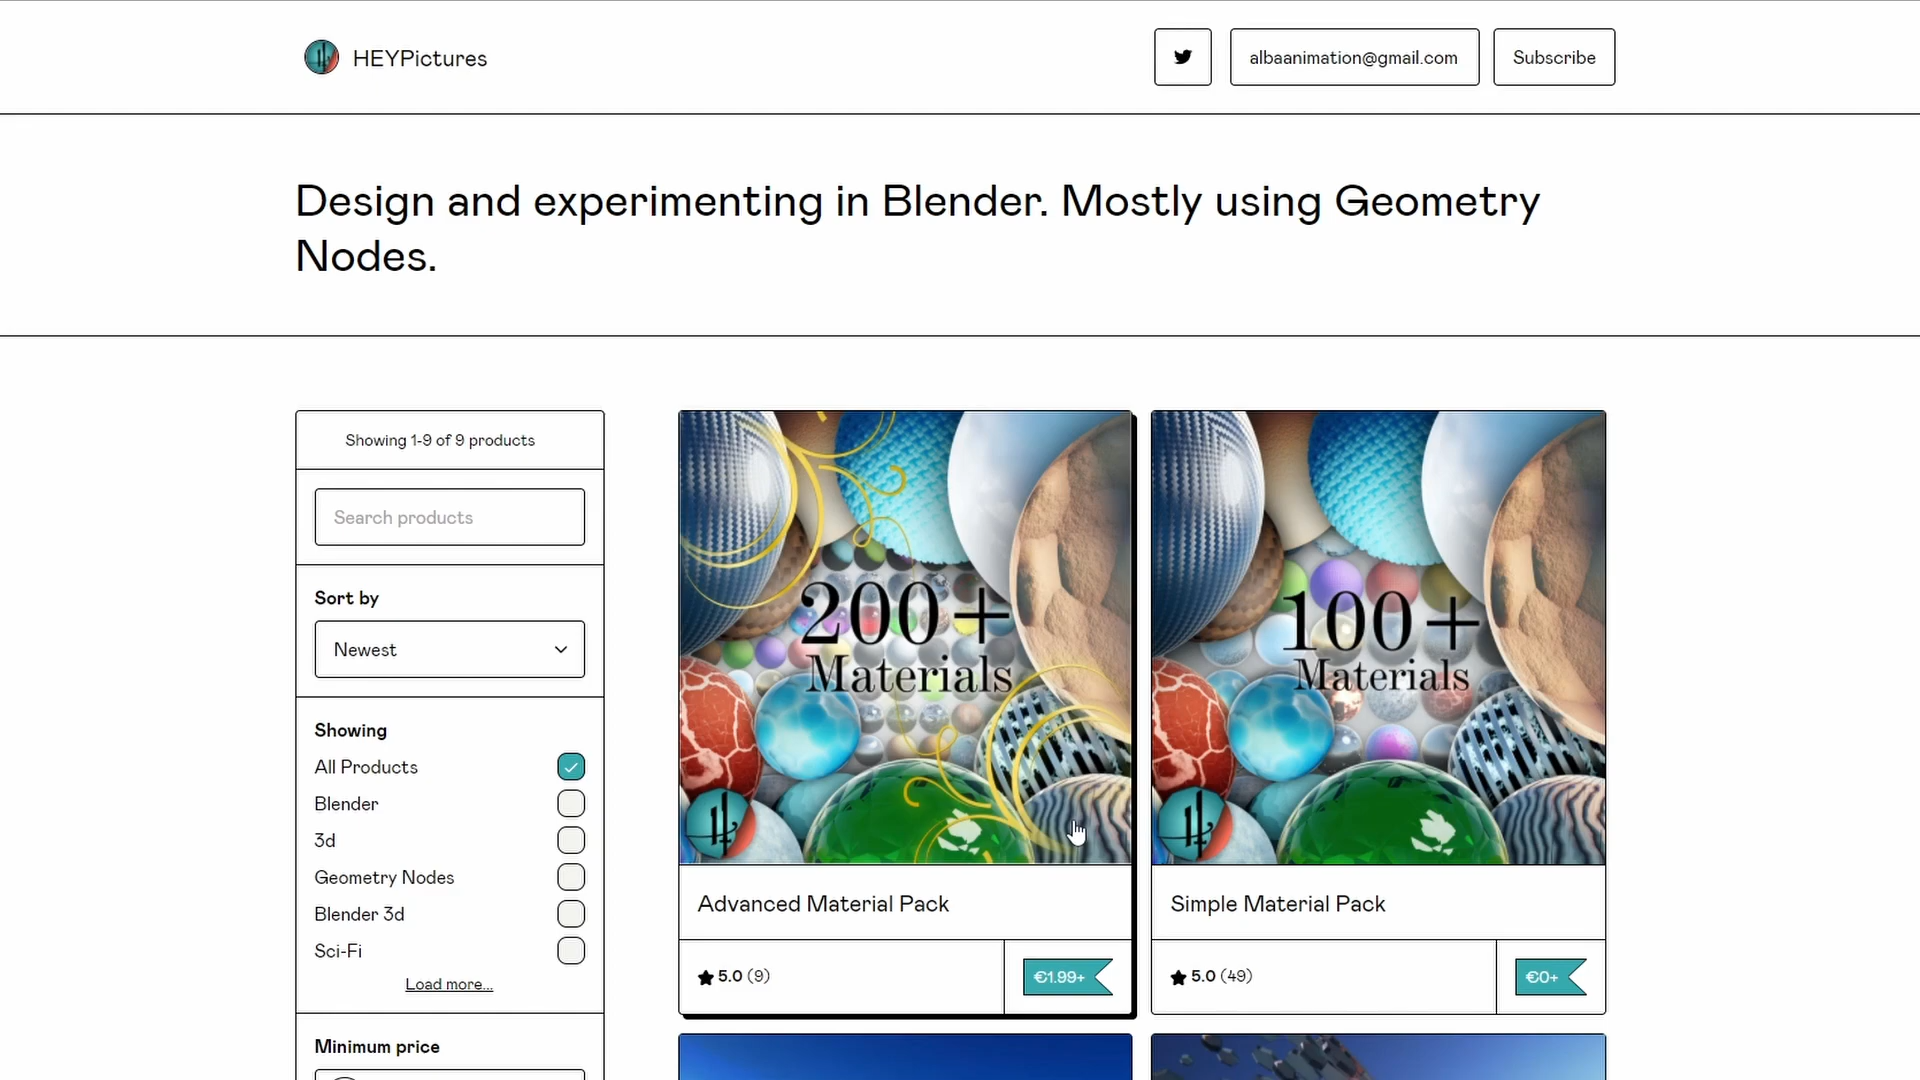 HEYPictures
albaanimation@gmail.com
Subscribe
Design and experimenting in Blender. Mostly using Geometry
Nodes.
Showing 1-9 of 9 products
Search products
Sort by
Newest
Showing
All Products
Blender
3d
Geometry Nodes
Blender 3d
Sci-Fi
Load more...
Minimum price
200+
Materials
Advanced Material Pack
5.0 (9)
€1.99+
100+
Materials
Simple Material Pack
5.0 (49)
€0+